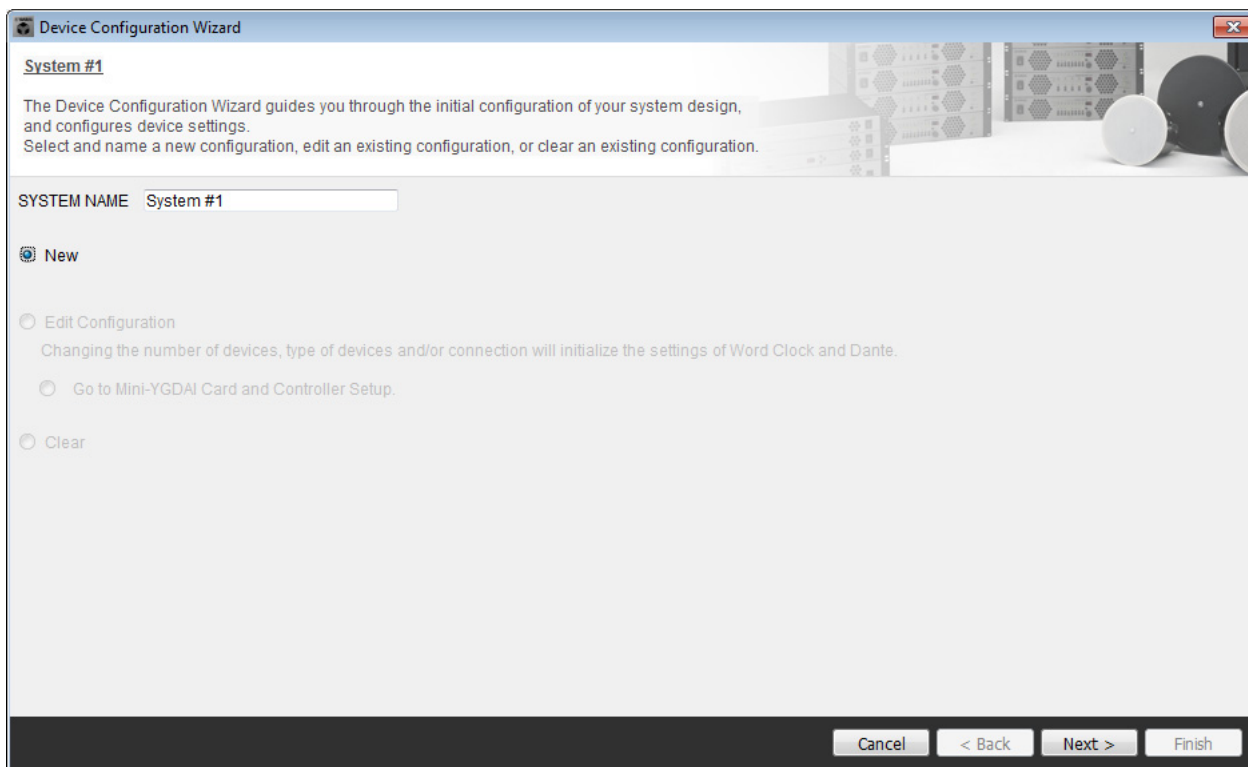 Device Configuration Wizard
System #1
The Device Configuration Wizard guides you through the initial configuration of your system design,
and configures device settings.
Select and name a new configuration, edit an existing configuration, or clear an existing configuration.
SYSTEM NAME System #1
New
Edit Configuration
Changing the number of devices, type of devices and/or connection will initialize the settings of Word Clock and Dante.
Go to Mini-YGDAI Card and Controller Setup.
Clear
Cancel < Back Next > Finish